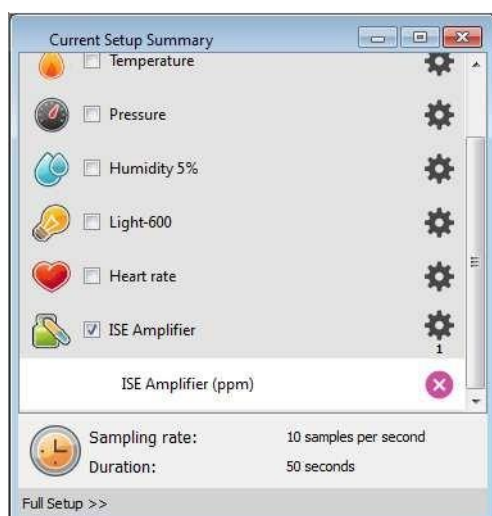 Current Setup Summary
Temperature
Pressure
Humidity 5%
Light-600
Heart rate
ISE Amplifier
1
ISE Amplifier (ppm)
Sampling rate: 10 samples per second
Duration: 50 seconds
Full Setup >>